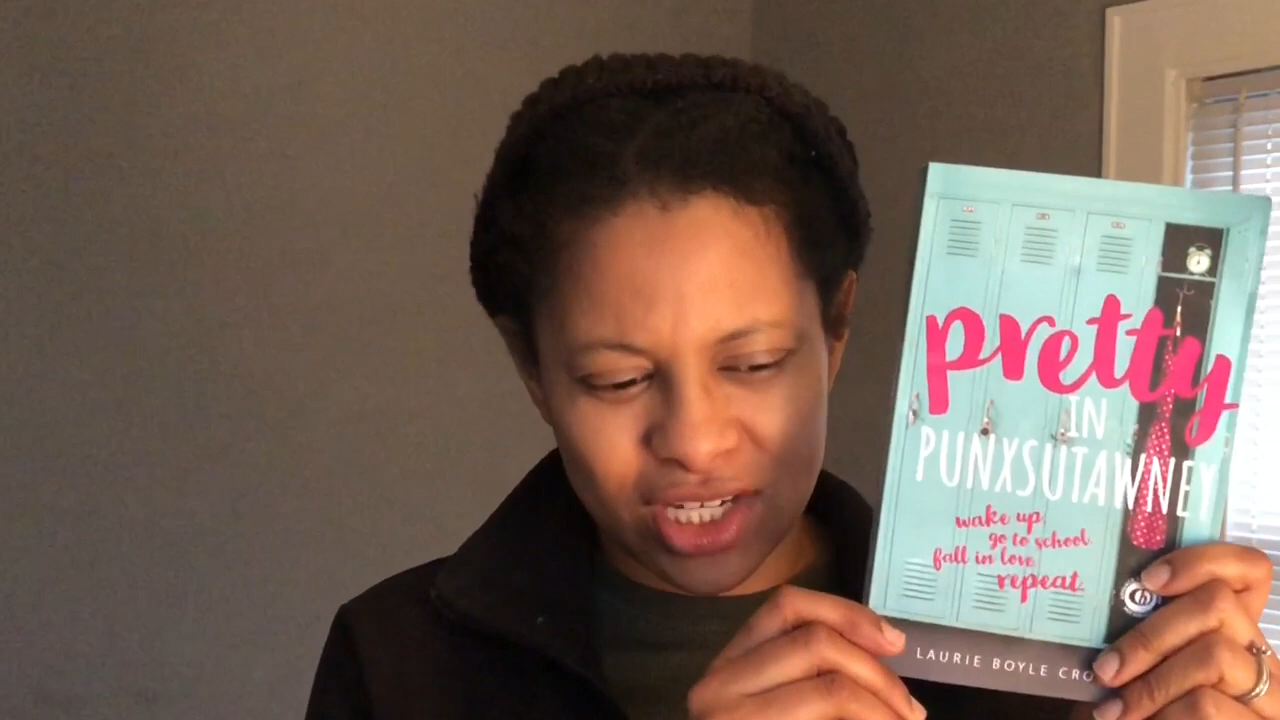 pretty
IN
PUNXSUTAWNEY
wake up.
go to school.
fall in love.
repeat.
LAURIE BOYLE CRO